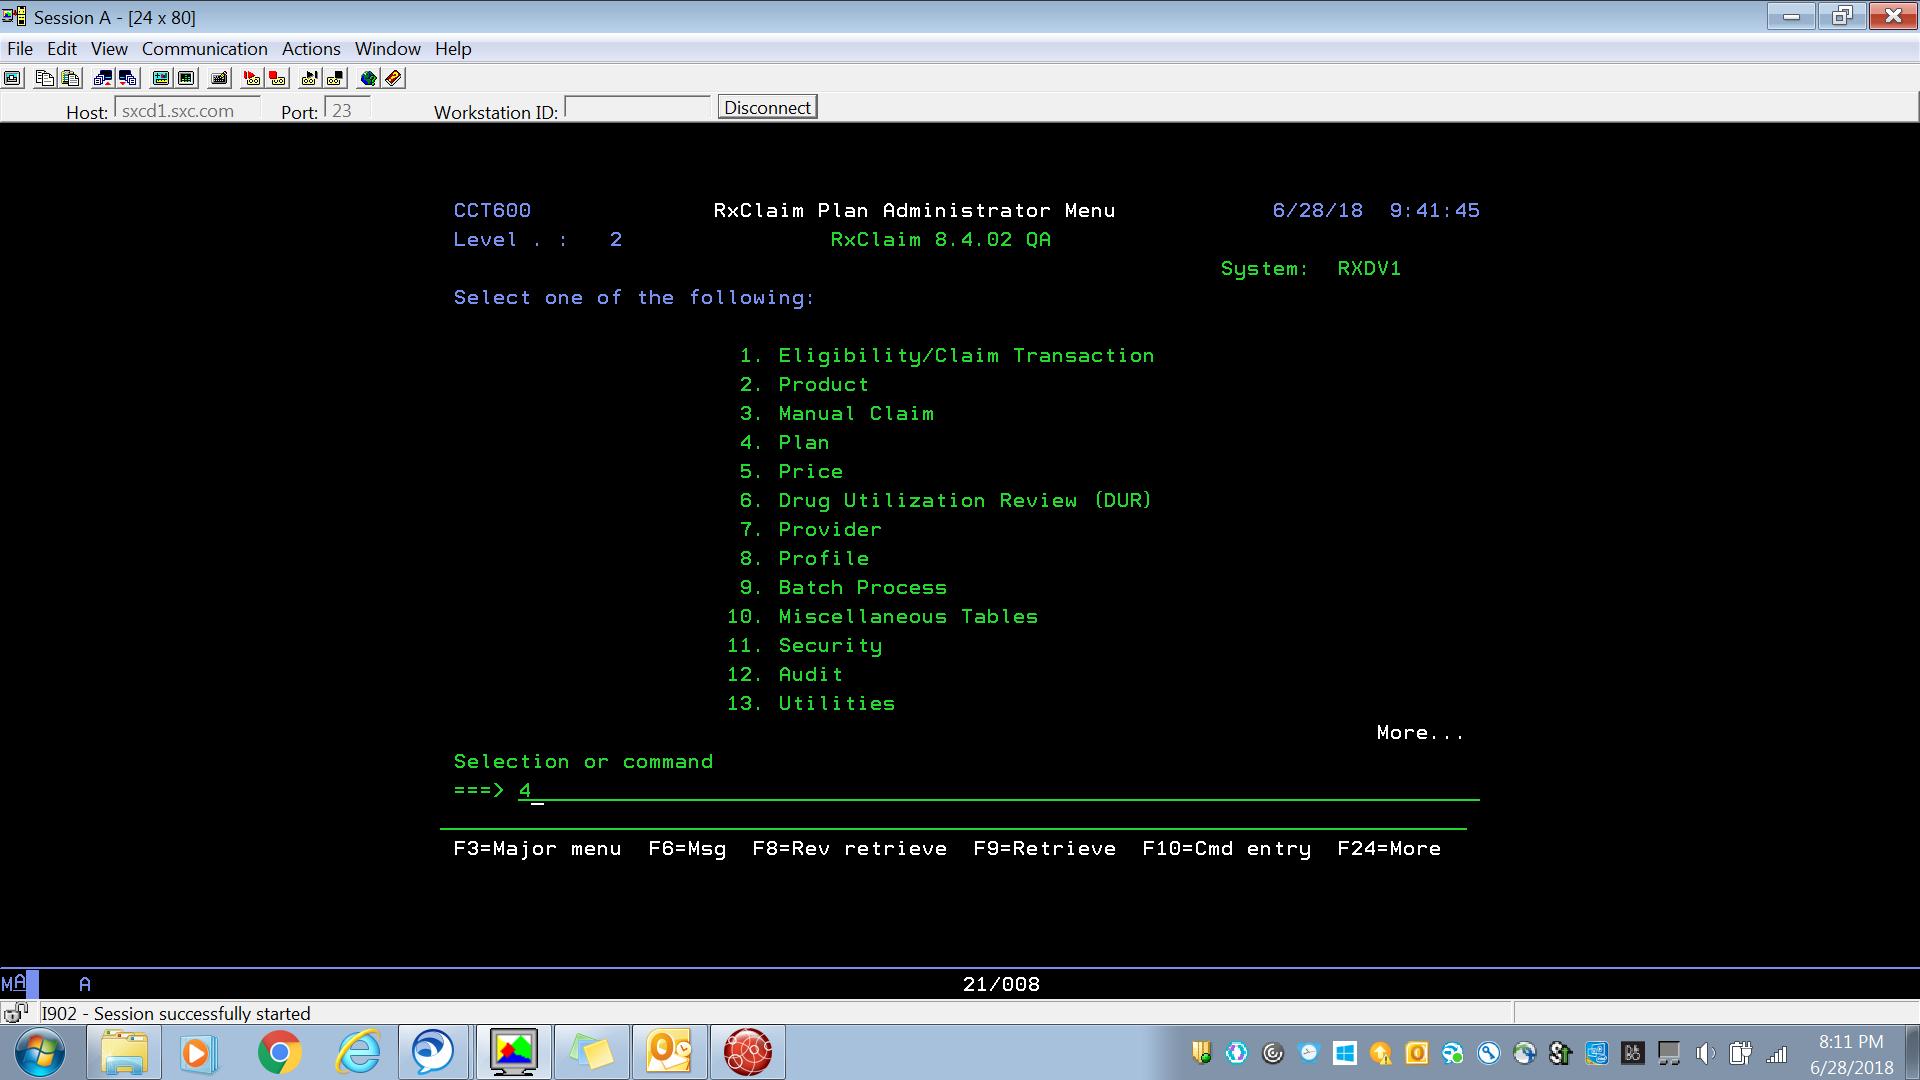 Session A - [24 x 80]
File Edit View Communication Actions Window Help
Host: sxcd1.sxc.com Port: 23 Workstation ID: Disconnect
CCT600 RxClaim Plan Administrator Menu 6/28/18 9:41:45
Level . : 2 RxClaim 8.4.02 QA
System: RXDV1
Select one of the following:
1. Eligibility/Claim Transaction
2. Product
3. Manual Claim
4. Plan
5. Price
6. Drug Utilization Review (DUR)
7. Provider
8. Profile
9. Batch Process
10. Miscellaneous Tables
11. Security
12. Audit
13. Utilities
More...
Selection or command
===> 4
F3=Major menu F6=Msg F8=Rev retrieve F9=Retrieve F10=Cmd entry F24=More
MA A 21/008
I902 - Session successfully started
8:11 PM
6/28/2018